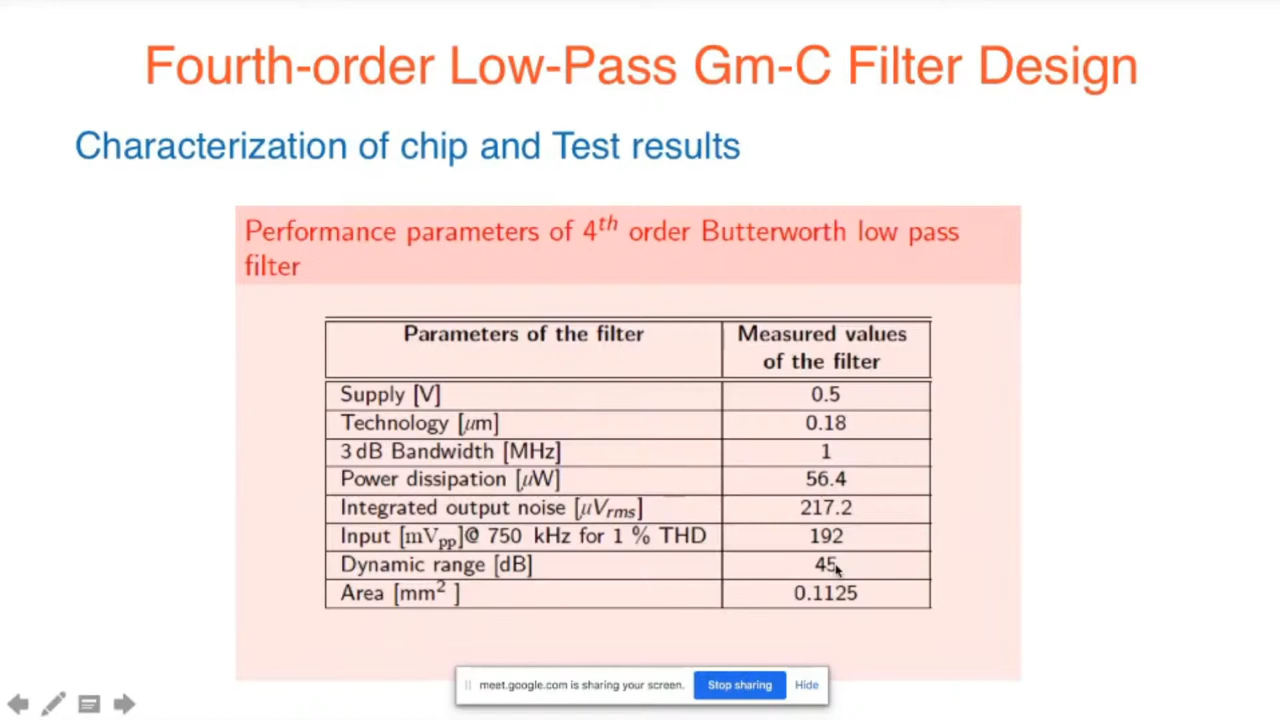 Fourth-order Low-Pass Gm-C Filter Design
Characterization of chip and Test results
Performance parameters of 4th order Butterworth low pass
filter
Parameters of the filter Measured values
of the filter
Supply [V] 0.5
Technology [μm] 0.18
3 dB Bandwidth [MHz] 1
Power dissipation [μW] 56.4
Integrated output noise [μVrms] 217.2
Input [mVpp]@ 750 kHz for 1 % THD 192
Dynamic range [dB] 45
Area [mm2 ] 0.1125
meet.google.com is sharing your screen. Stop sharing Hide